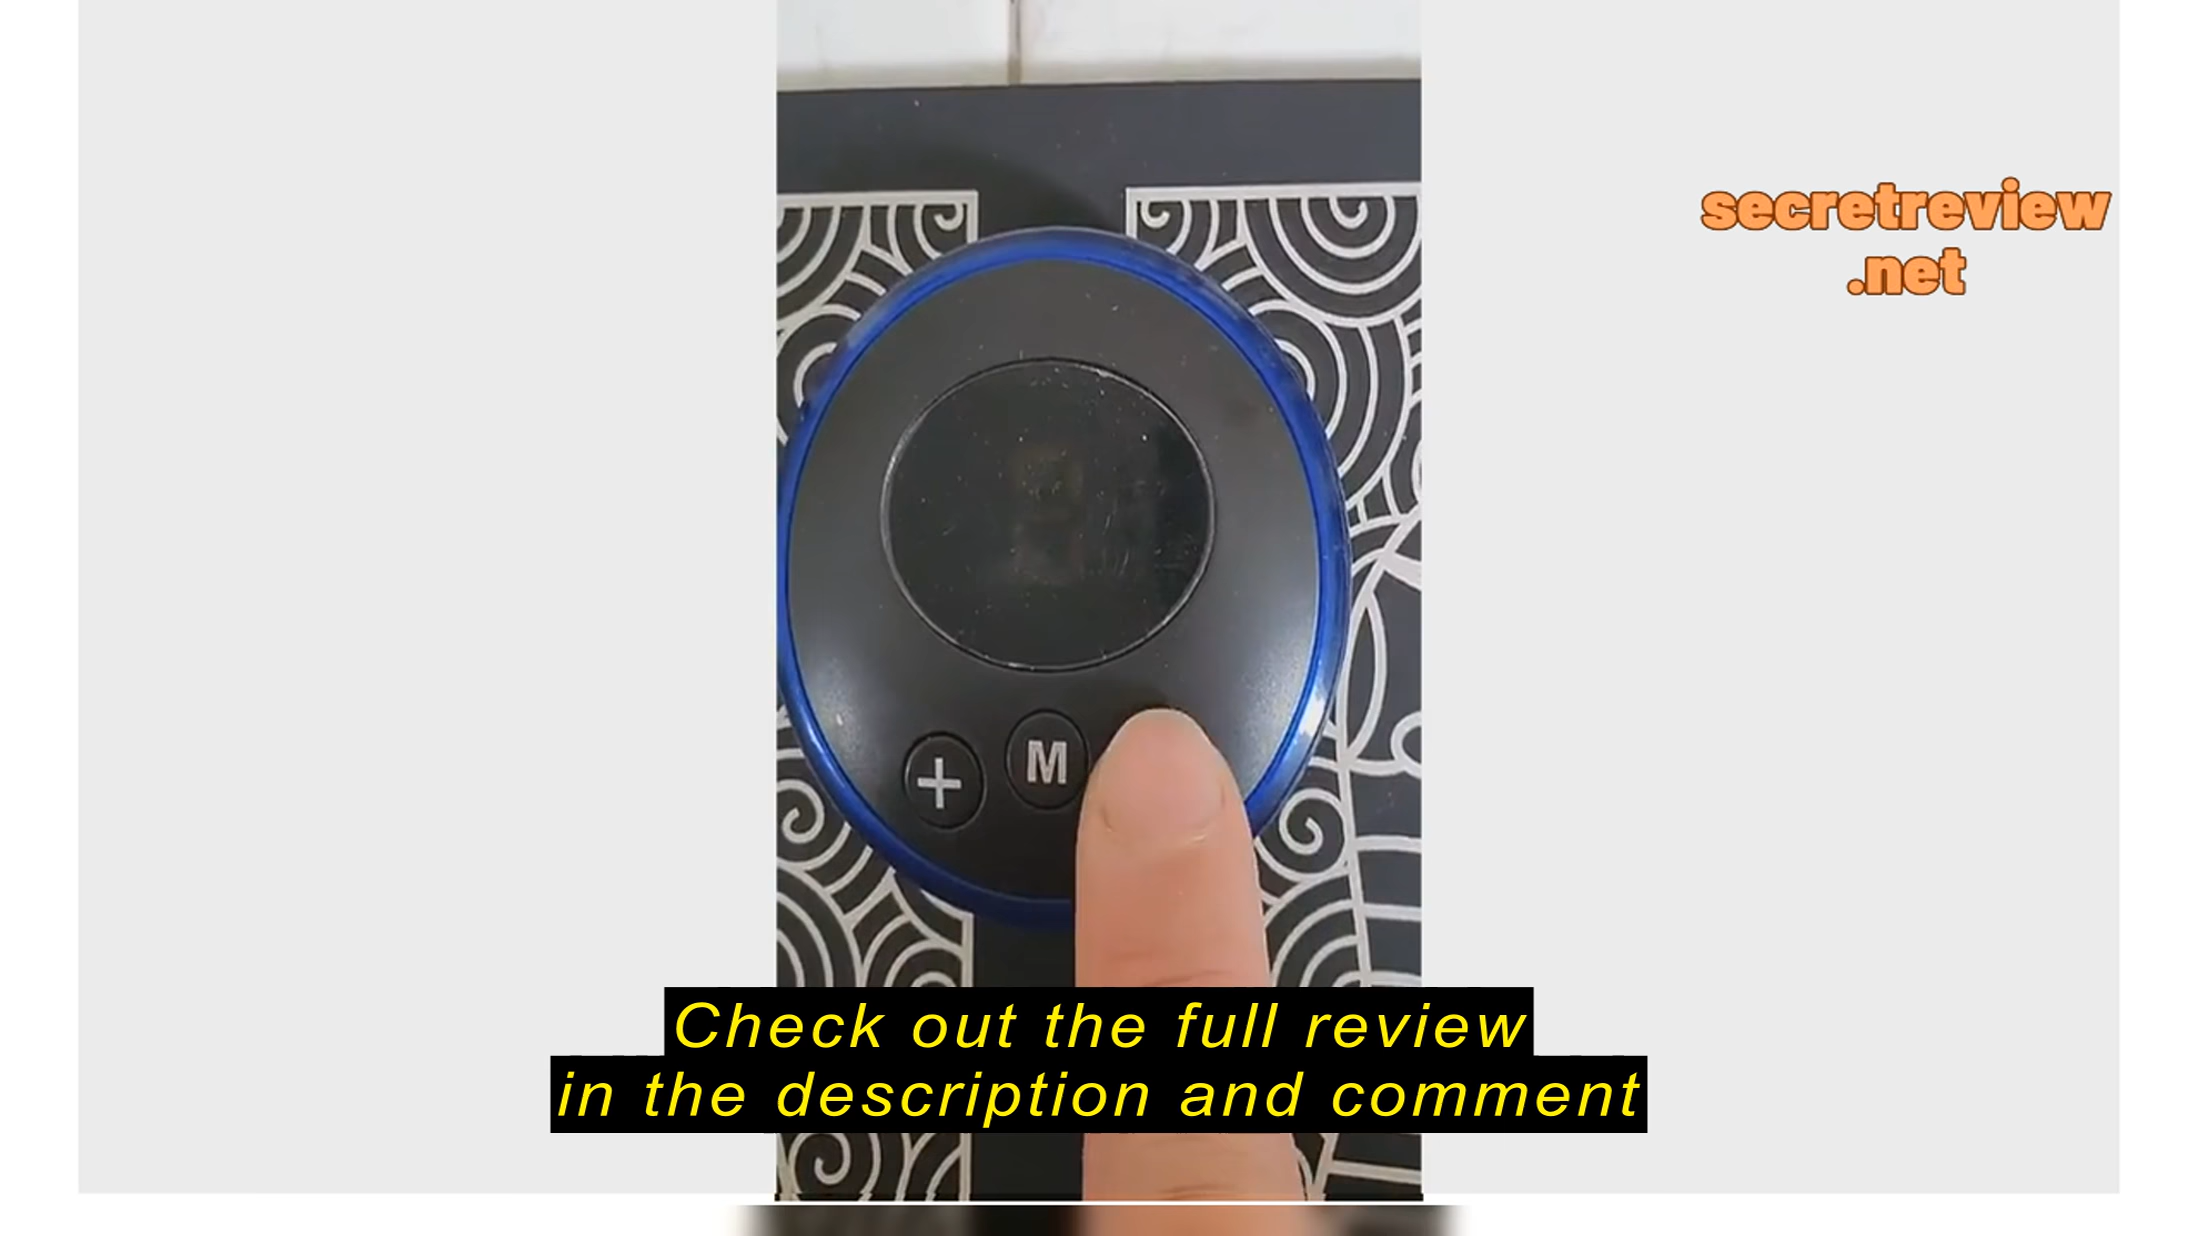 secretreview
.net
+
M
Check out the full review
in the description and comment